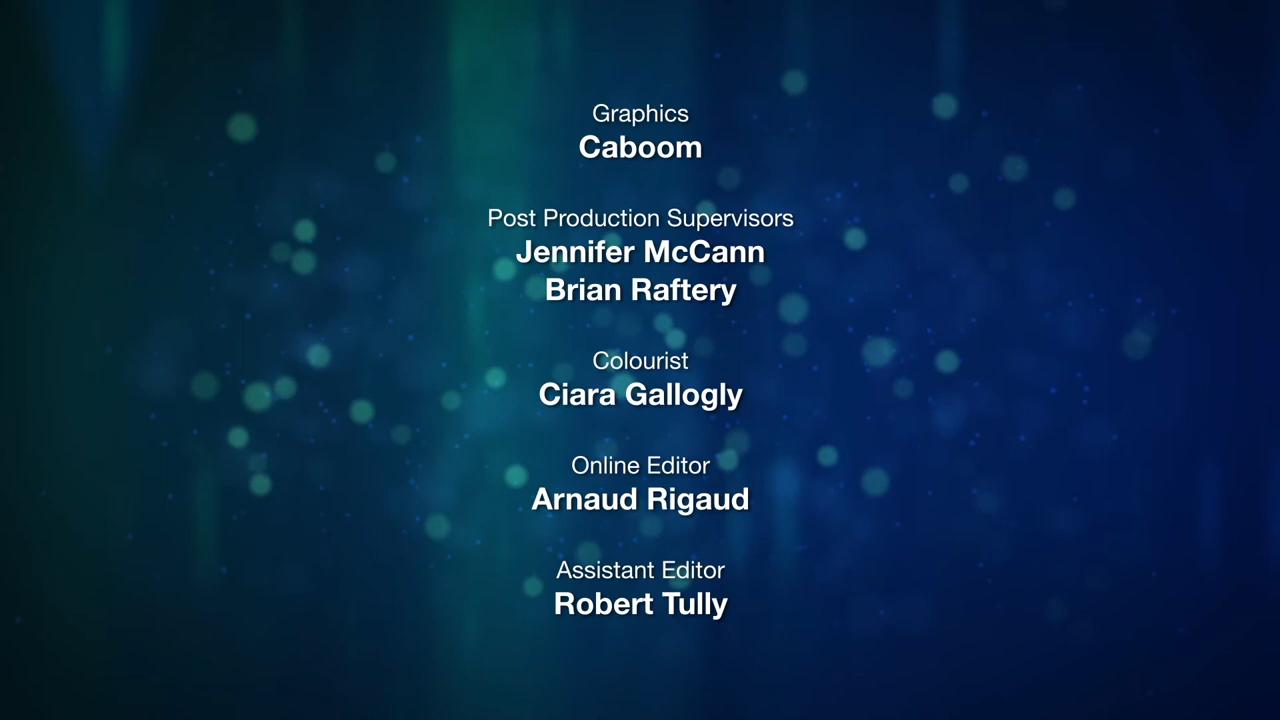 Graphics
Caboom
Post Production Supervisors
Jennifer McCann
Brian Raftery
Colourist
Ciara Gallogly
Online Editor
Arnaud Rigaud
Assistant Editor
Robert Tully